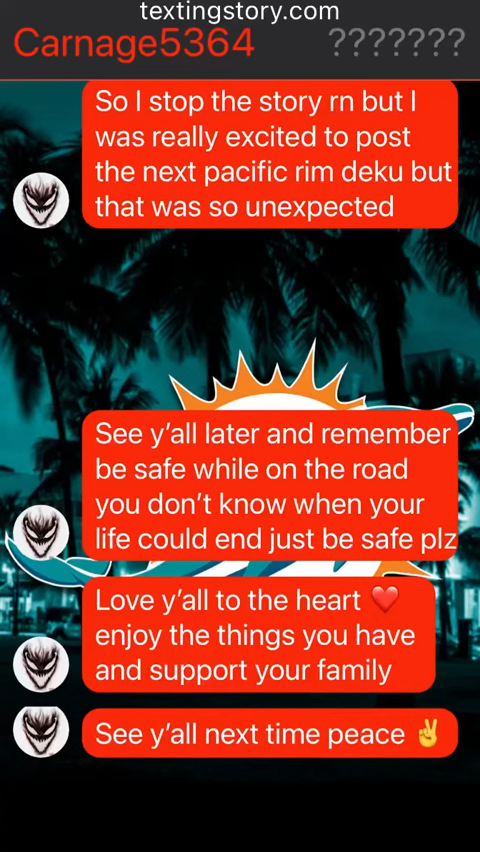 textingstory.com
Carnage5364 ???????
So I stop the story rn but I
was really excited to post
the next pacific rim deku but
that was so unexpected
See y’all later and remember
be safe while on the road
you don’t know when your
life could end just be safe plz
Love y’all to the heart ❤️
enjoy the things you have
and support your family
See y’all next time peace ✌️